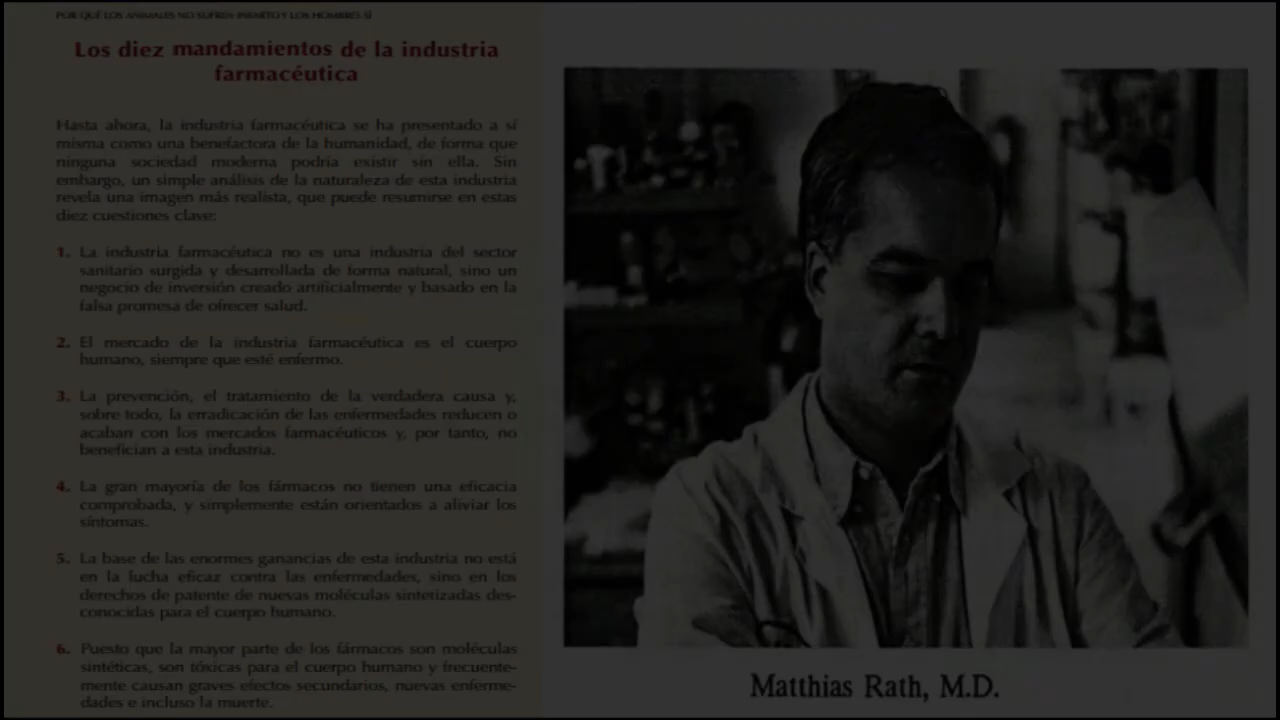 POR QUÉ LOS ANIMALES NO SUFREN INFARTO Y LOS HOMBRES SÍ
Los diez mandamientos de la industria
farmacéutica
Hasta ahora, la industria farmacéutica se ha presentado a sí
misma como una benefactora de la humanidad, de forma que
ninguna sociedad moderna podría existir sin ella. Sin
embargo, un simple análisis de la naturaleza de esta industria
revela una imagen más realista, que puede resumirse en estas
diez cuestiones clave:
1. La industria farmacéutica no es una industria del sector
sanitario surgida y desarrollada de forma natural, sino un
negocio de inversión creado artificialmente y basado en la
falsa promesa de ofrecer salud.
2. El mercado de la industria farmacéutica es el cuerpo
humano, siempre que esté enfermo.
3. La prevención, el tratamiento de la verdadera causa y,
sobre todo, la erradicación de las enfermedades reducen o
acaban con los mercados farmacéuticos y, por tanto, no
benefician a esta industria.
4. La gran mayoría de los fármacos no tienen una eficacia
comprobada, y simplemente están orientados a aliviar los
síntomas.
5. La base de las enormes ganancias de esta industria no está
en la lucha eficaz contra las enfermedades, sino en los
derechos de patente de nuevas moléculas sintetizadas des-
conocidas para el cuerpo humano.
6. Puesto que la mayor parte de los fármacos son moléculas
sintéticas, son tóxicas para el cuerpo humano y frecuente-
mente causan graves efectos secundarios, nuevas enferme-
dades e incluso la muerte.
Matthias Rath, M.D.